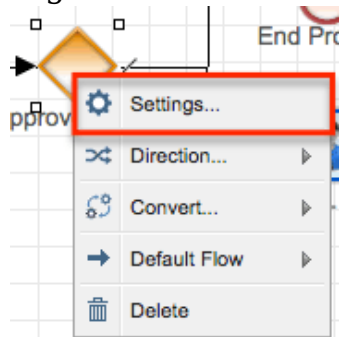 End Pro
pprov
Settings...
Direction...
Convert...
Default Flow
Delete